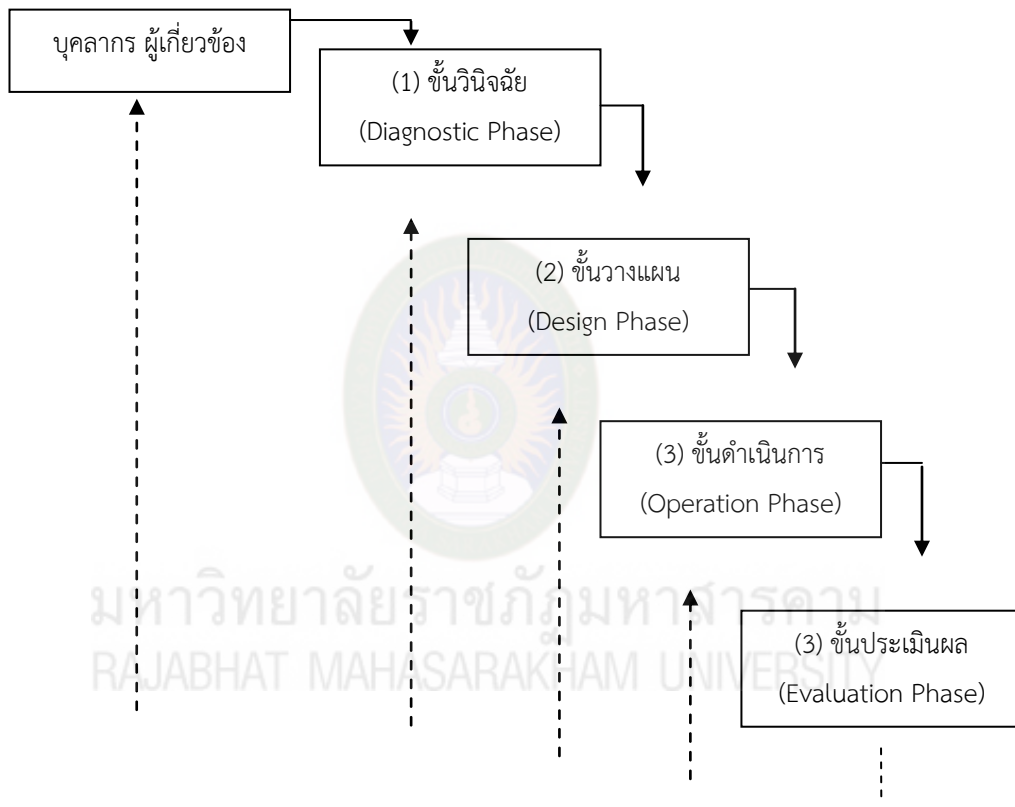 บุคลากร ผู้เกี่ยวข้อง
(1) ขั้นวินิจฉัย
(Diagnostic Phase)
(2) ขั้นวางแผน
(Design Phase)
(3) ขั้นดำเนินการ
(Operation Phase)
มหาวิทยาลัยราชภัฏมหาสารคาม
RAJABHAT MAHASARAKHAM UNIVERSITY
(3) ขั้นประเมินผล
(Evaluation Phase)